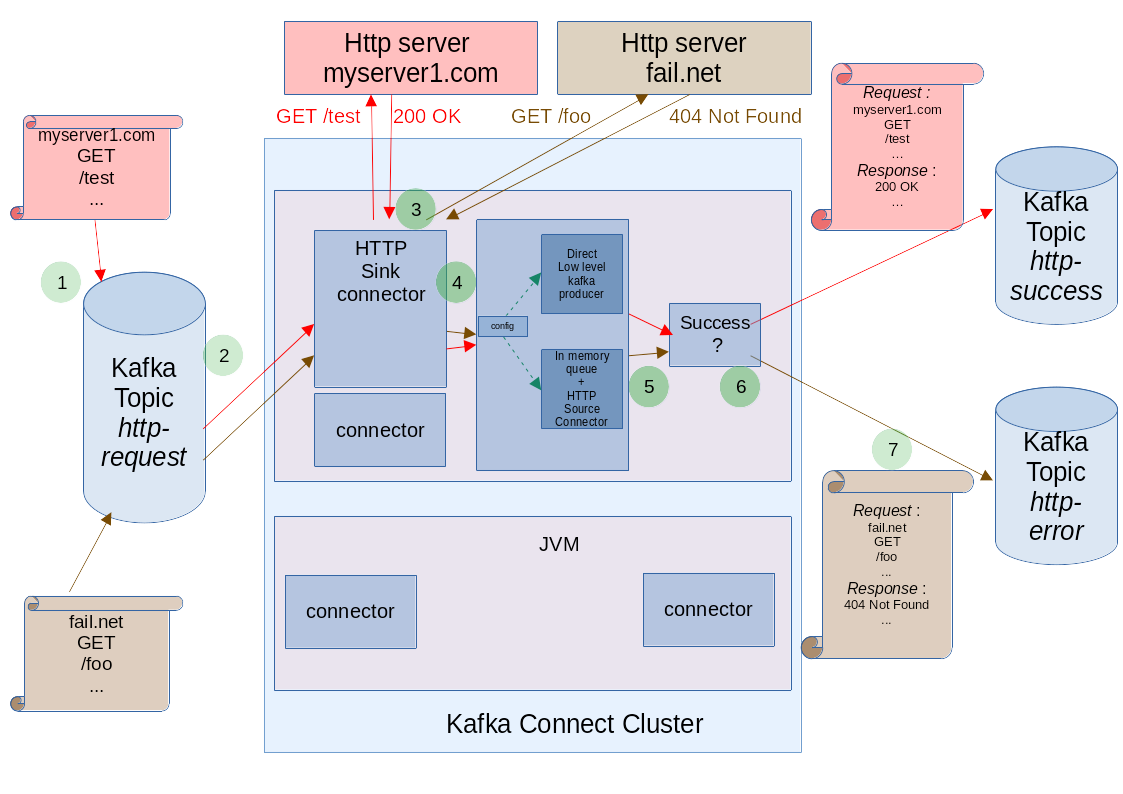 Http server
myserver1.com
Http server
fail.net
GET /test
200 OK
GET /foo
404 Not Found
myserver1.com
GET
/test
...
1
Kafka
Topic
http-
request
2
fail.net
GET
/foo
...
3
HTTP
Sink
connector
connector
4
config
Direct
Low level
kafka
producer
In memory
queue
+
HTTP
Source
Connector
5
Success
?
6
JVM
connector
connector
Kafka Connect Cluster
Request :
myserver1.com
GET
/test
...
Response :
200 OK
...
Kafka
Topic
http-
success
7
Request :
fail.net
GET
/foo
...
Response :
404 Not Found
...
Kafka
Topic
http-
error